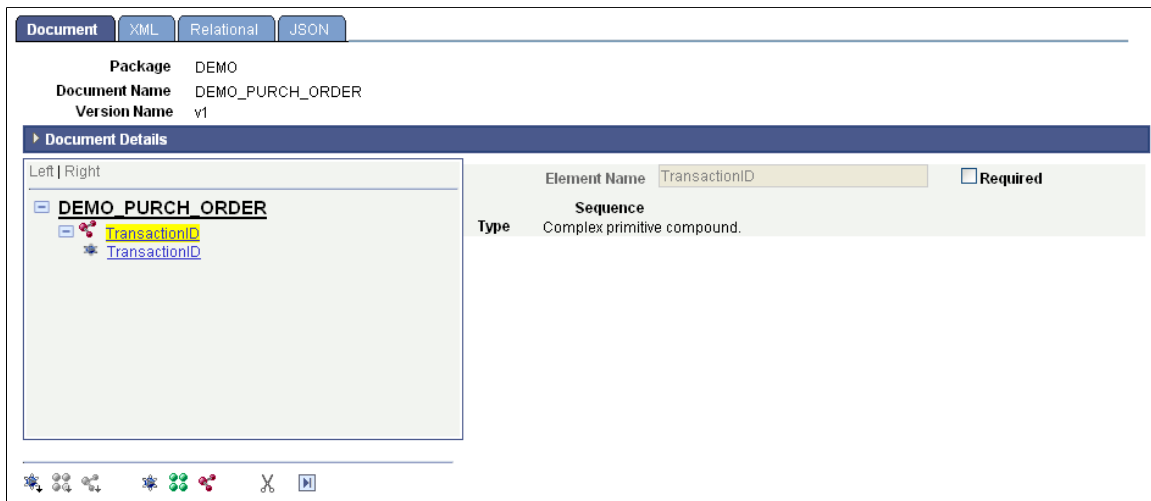 Document XML Relational JSON
Package DEMO
Document Name DEMO_PURCH_ORDER
Version Name v1
Document Details
Left | Right
DEMO_PURCH_ORDER
TransactionID
TransactionID
Element Name TransactionID Required
Sequence
Type Complex primitive compound.